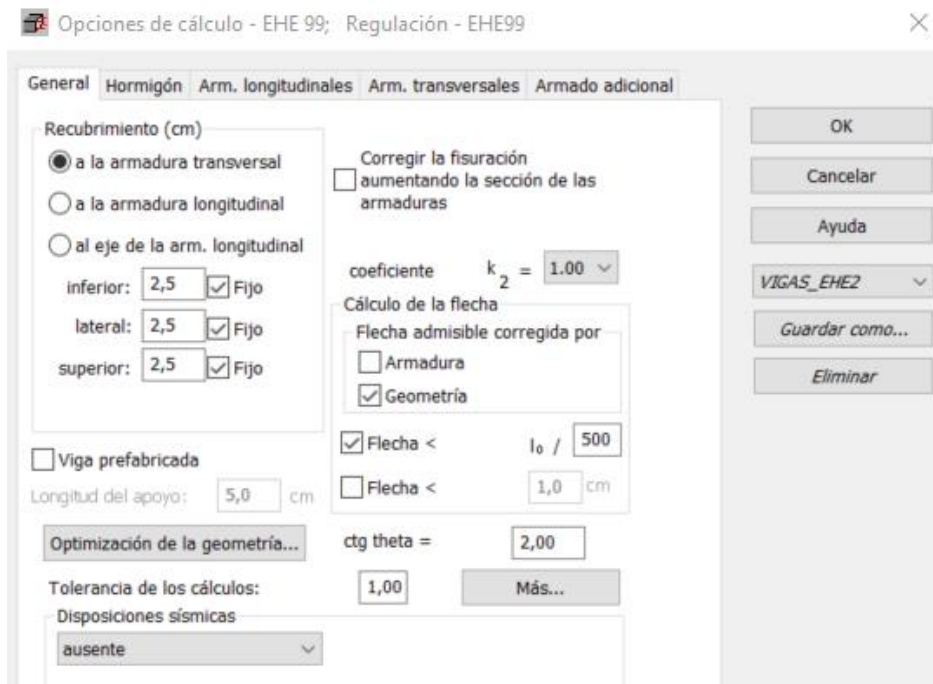 Opciones de cálculo - EHE 99; Regulación - EHE99
General Hormigón Arm. longitudinales Arm. transversales Armado adicional
Recubrimiento (cm)
a la armadura transversal
a la armadura longitudinal
al eje de la arm. longitudinal
inferior: 2,5 Fijo
lateral: 2,5 Fijo
superior: 2,5 Fijo
Viga prefabricada
Longitud del apoyo: 5,0 cm
Optimización de la geometría...
Tolerancia de los cálculos: 1,00 Más...
Disposiciones sísmicas
ausente
Corregir la fisuración
aumentando la sección de las
armaduras
coeficiente k2 = 1.00
Cálculo de la flecha
Flecha admisible corregida por
Armadura
Geometría
Flecha < l₀ / 500
Flecha < 1,0 cm
ctg theta = 2,00
OK
Cancelar
Ayuda
VIGAS_EHE2
Guardar como...
Eliminar